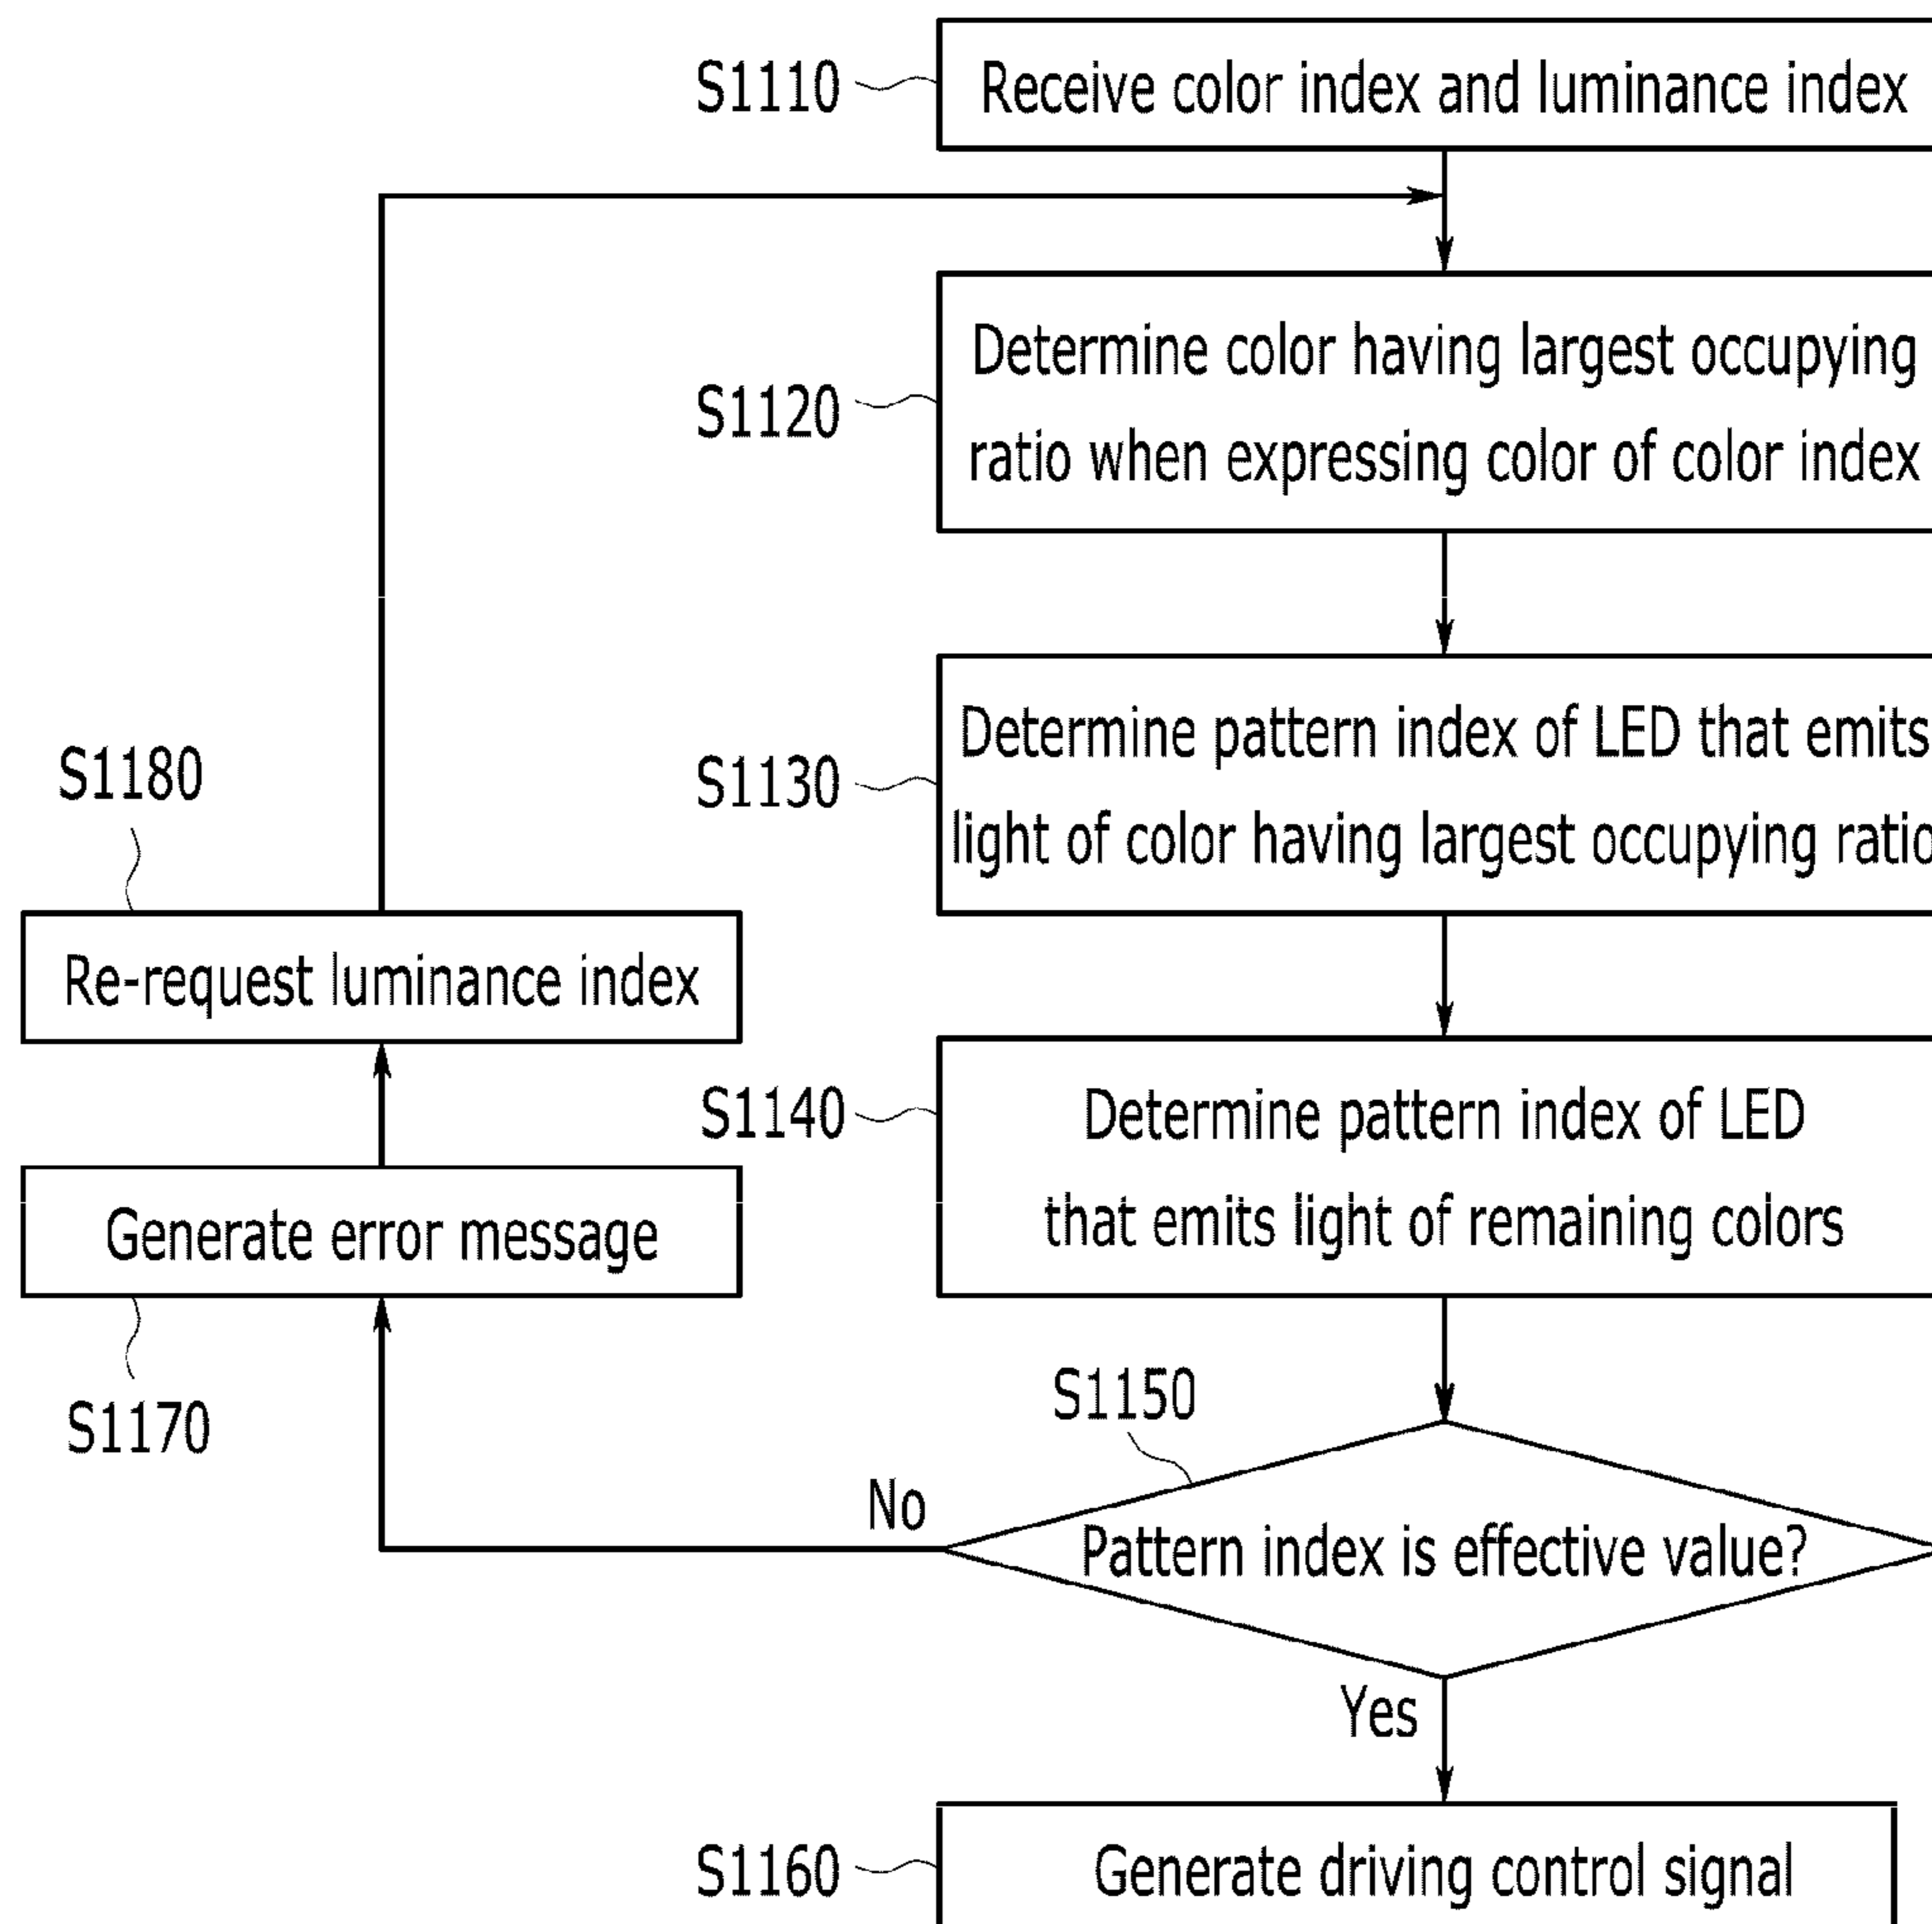 S1110
Receive color index and luminance index
S1120
Determine color having largest occupying
ratio when expressing color of color index
S1130
Determine pattern index of LED that emits
light of color having largest occupying ratio
S1180
Re-request luminance index
S1140
Determine pattern index of LED
that emits light of remaining colors
Generate error message
S1170
S1150
No
Pattern index is effective value?
Yes
S1160
Generate driving control signal